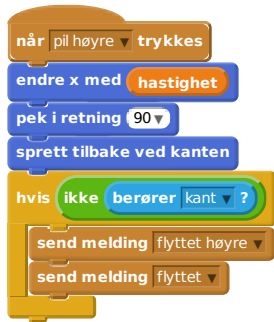 når pil høyre trykkes
endre x med hastighet
pek i retning 90
sprett tilbake ved kanten
hvis ikke berører kant ?
send melding flyttet høyre
send melding flyttet